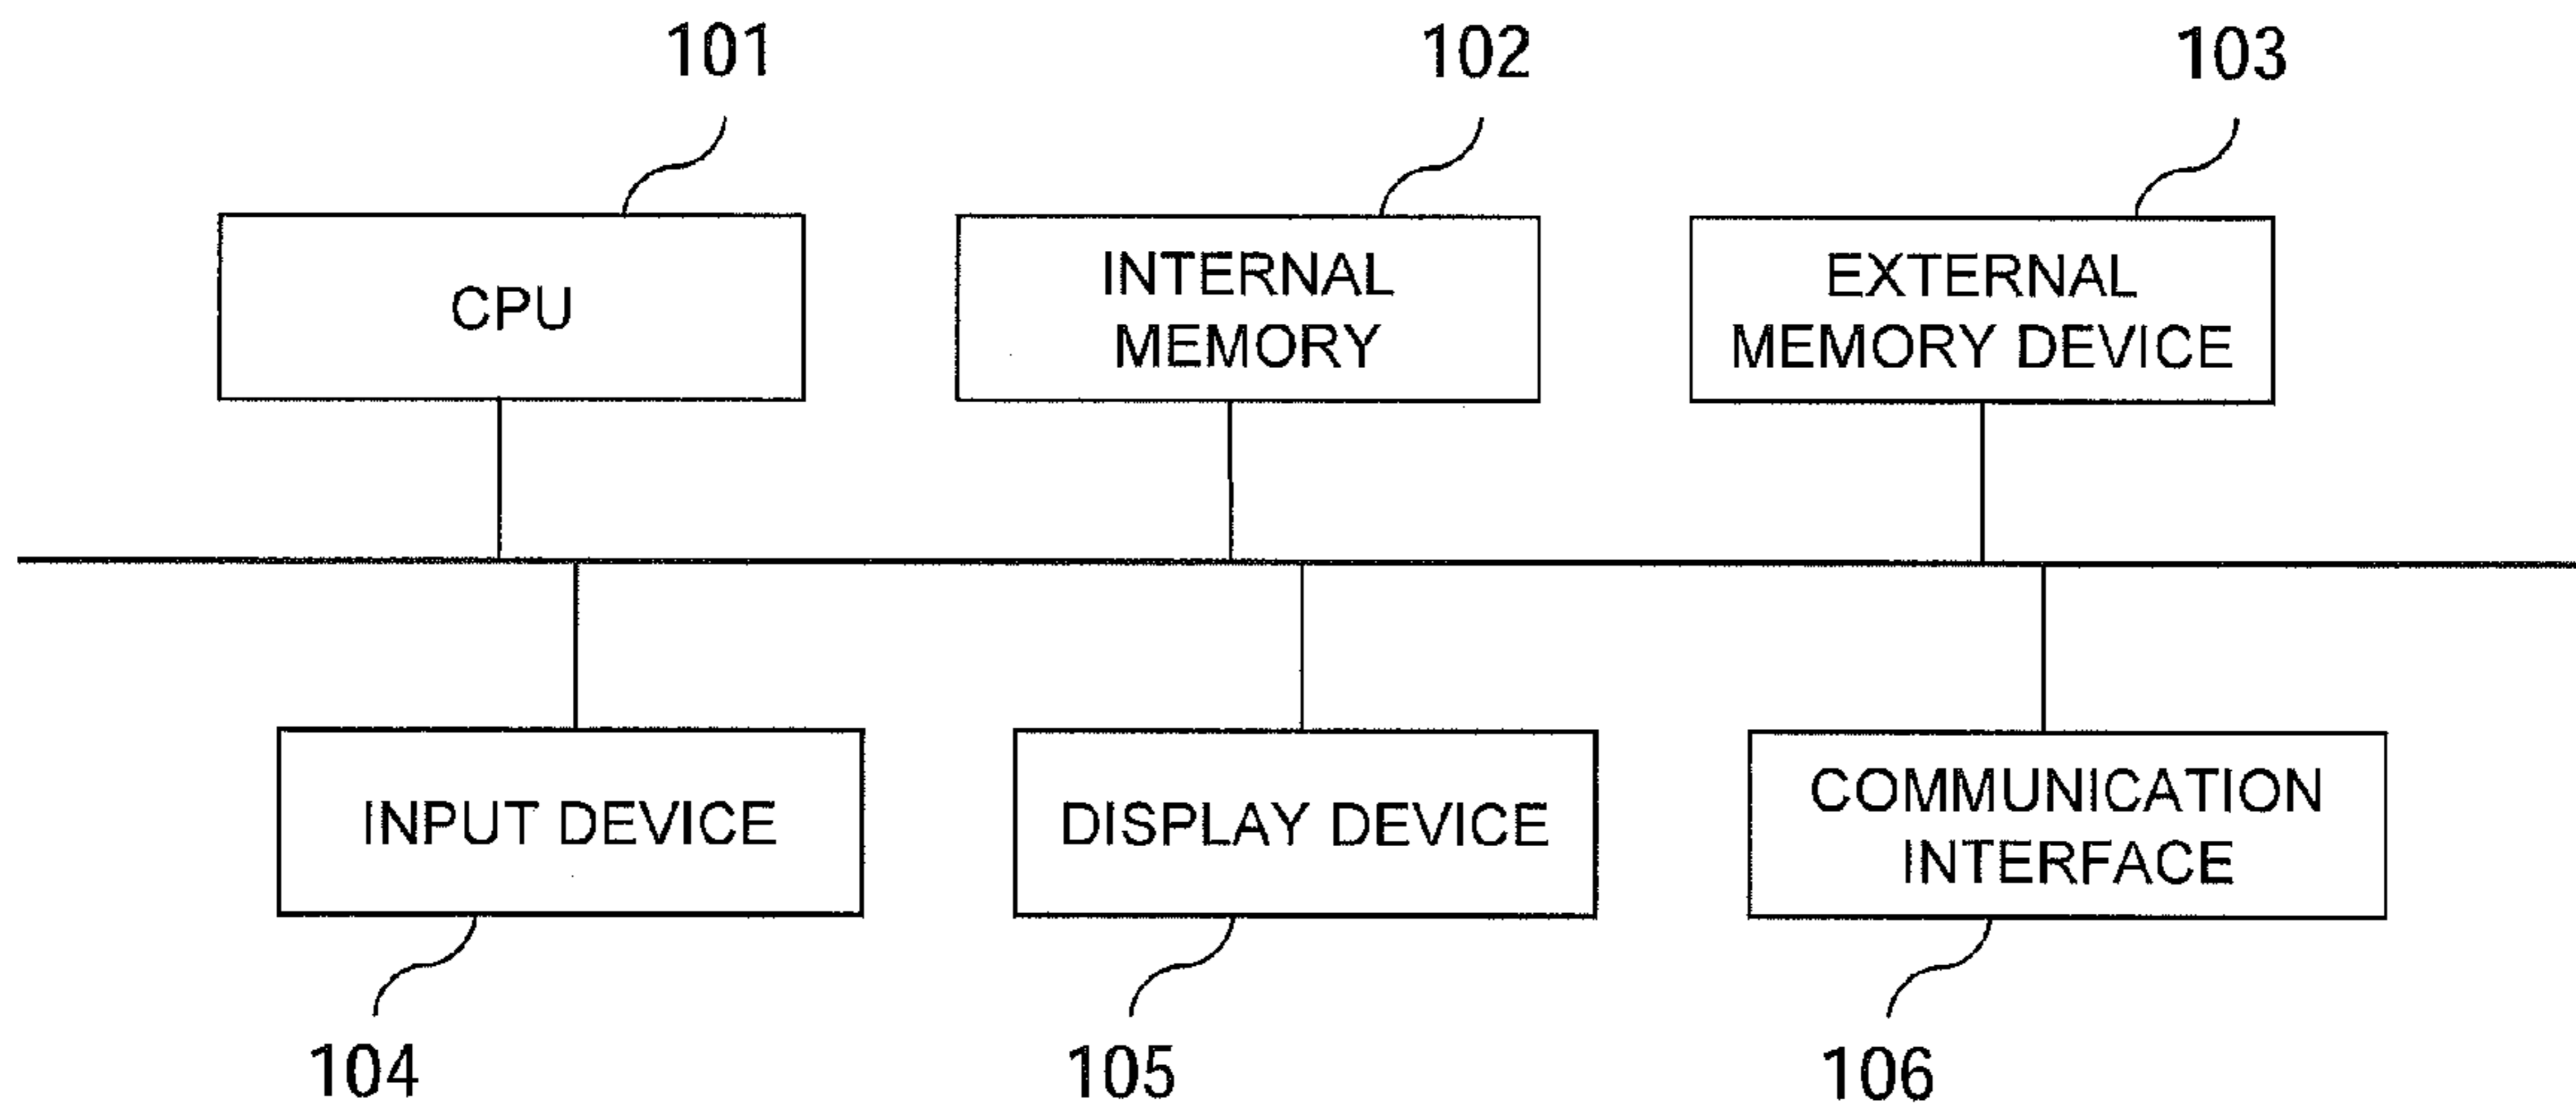 101
102
103
CPU
INTERNAL
MEMORY
EXTERNAL
MEMORY DEVICE
INPUT DEVICE
DISPLAY DEVICE
COMMUNICATION
INTERFACE
104
105
106